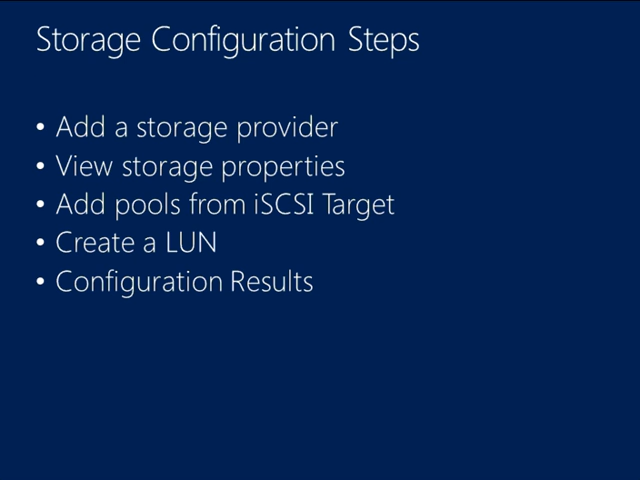 Storage Configuration Steps
• Add a storage provider
• View storage properties
• Add pools from iSCSI Target
• Create a LUN
• Configuration Results